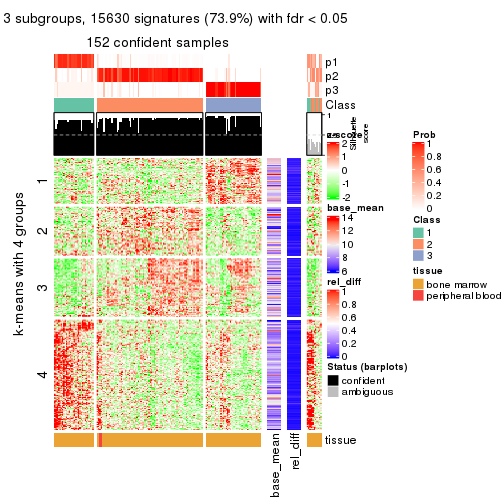 3 subgroups, 15630 signatures (73.9%) with fdr < 0.05
152 confident samples
p1
p2
p3
Class
1
Silhouette
score
z-score
2
1
0
-1
-2
base_mean
14
12
10
8
6
rel_diff
1
0.8
0.6
0.4
0.2
0
Status (barplots)
confident
ambiguous
Prob
1
0.8
0.6
0.4
0.2
0
Class
1
2
3
tissue
bone marrow
peripheral blood
k-means with 4 groups
1
2
3
4
tissue
base_mean
rel_diff